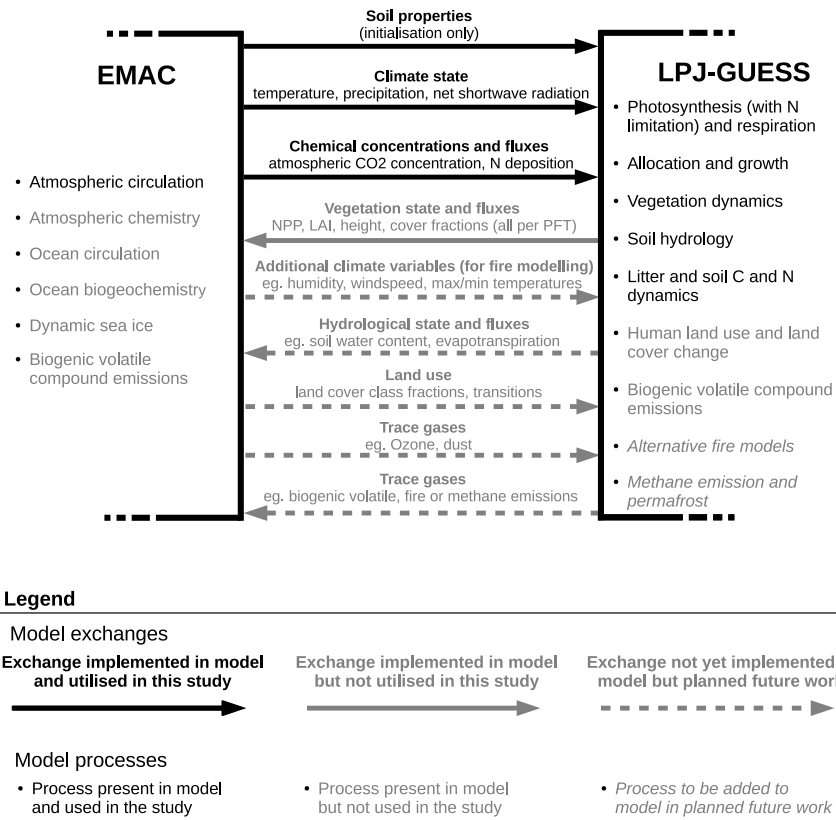 Soil properties
(initialisation only)
EMAC
LPJ-GUESS
Climate state
temperature, precipitation, net shortwave radiation
Chemical concentrations and fluxes
atmospheric CO2 concentration, N deposition
Vegetation state and fluxes
NPP, LAI, height, cover fractions (all per PFT)
Additional climate variables (for fire modelling)
eg. humidity, windspeed, max/min temperatures
Hydrological state and fluxes
eg. soil water content, evapotranspiration
Land use
land cover class fractions, transitions
Trace gases
eg. Ozone, dust
Trace gases
eg. biogenic volatile, fire or methane emissions
• Atmospheric circulation
• Atmospheric chemistry
• Ocean circulation
• Ocean biogeochemistry
• Dynamic sea ice
• Biogenic volatile
compound emissions
• Photosynthesis (with N
limitation) and respiration
• Allocation and growth
• Vegetation dynamics
• Soil hydrology
• Litter and soil C and N
dynamics
• Human land use and land
cover change
• Biogenic volatile compound
emissions
• Alternative fire models
• Methane emission and
permafrost
Legend
Model exchanges
Exchange implemented in model
and utilised in this study
Exchange implemented in model
but not utilised in this study
Exchange not yet implemented
model but planned future wor
Model processes
• Process present in model
and used in the study
• Process present in model
but not used in the study
• Process to be added to
model in planned future work